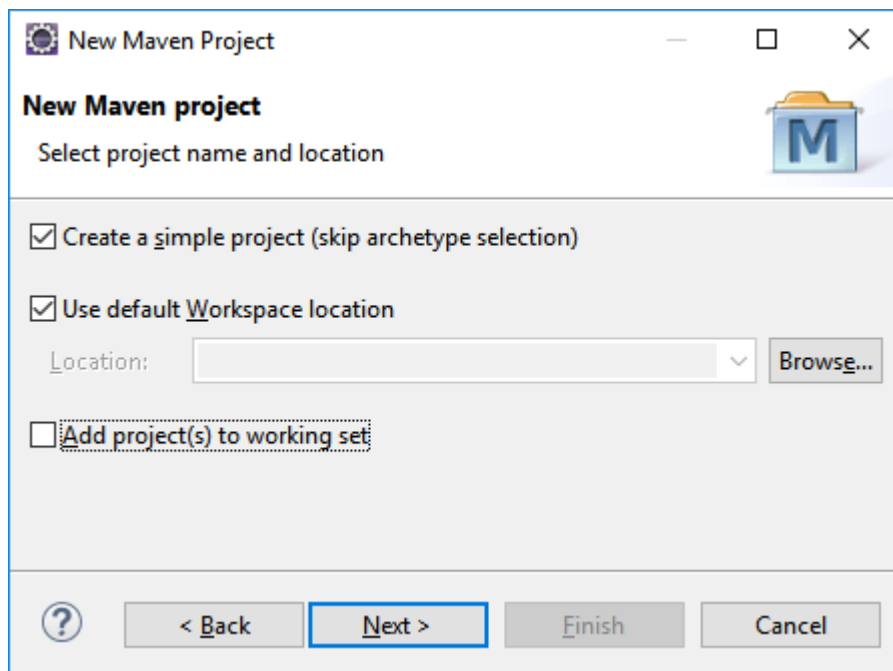 New Maven Project
New Maven project
Select project name and location
M
Create a simple project (skip archetype selection)
Use default Workspace location
Location:
Browse...
Add project(s) to working set
?
< Back
Next >
Finish
Cancel